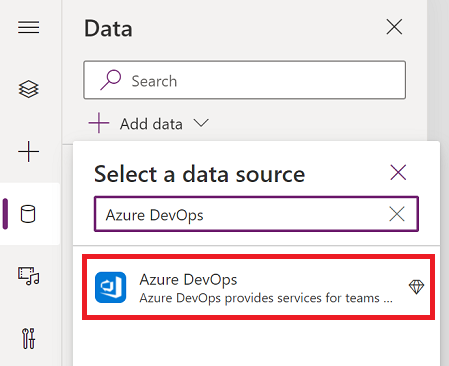 Data
Search
Add data
Select a data source
Azure DevOps
Azure DevOps
Azure DevOps provides services for teams ...